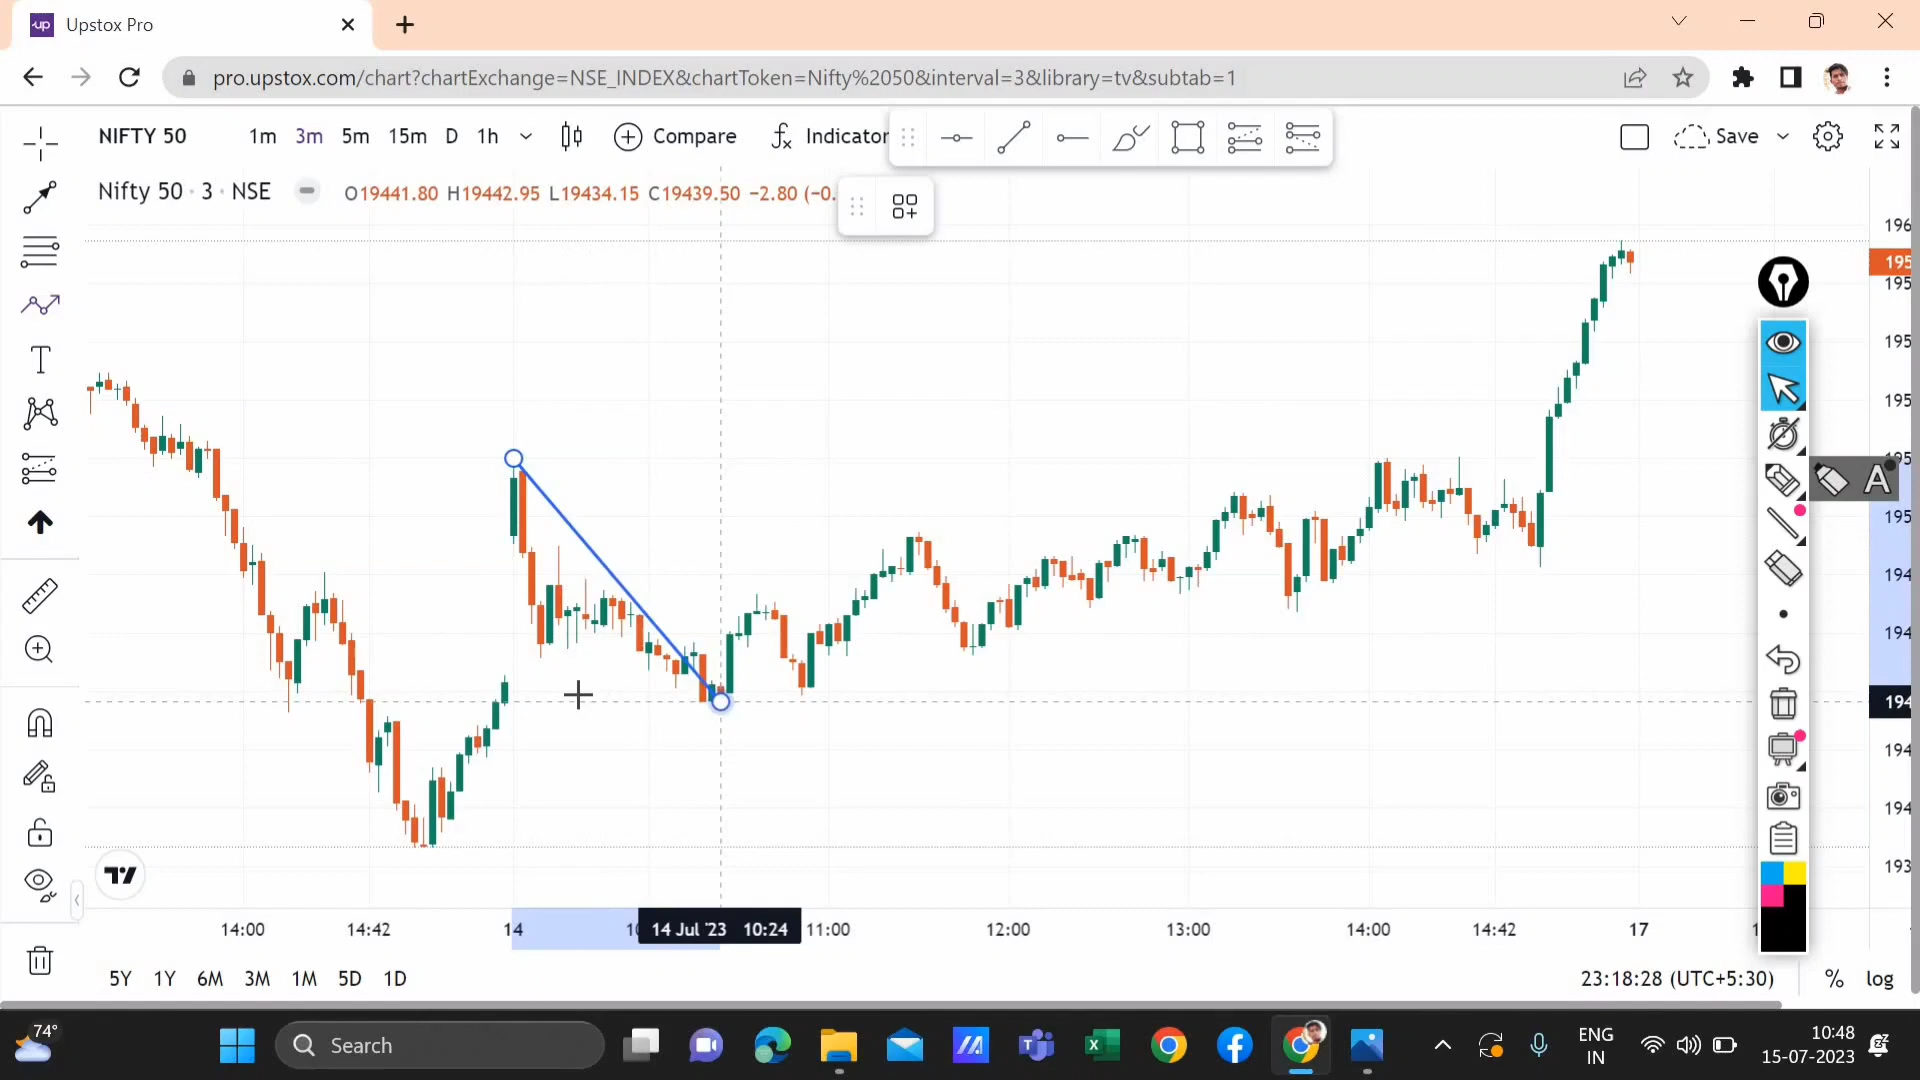 up Upstox Pro
pro.upstox.com/chart?chartExchange=NSE_INDEX&chartToken=Nifty%2050&interval=3&library=tv&subtab=1
NIFTY 50 1m 3m 5m 15m D 1h Compare Indicator Save
Nifty 50 · 3 · NSE O19441.80 H19442.95 L19434.15 C19439.50 −2.80 (−0.
196
195
195
195
195
195
195
194
194
194
194
194
193
T
A
14:00 14:42 14 14 Jul '23 10:24 11:00 12:00 13:00 14:00 14:42 17
5Y 1Y 6M 3M 1M 5D 1D 23:18:28 (UTC+5:30) % log
74°
Search
ENG
IN
10:48
15-07-2023